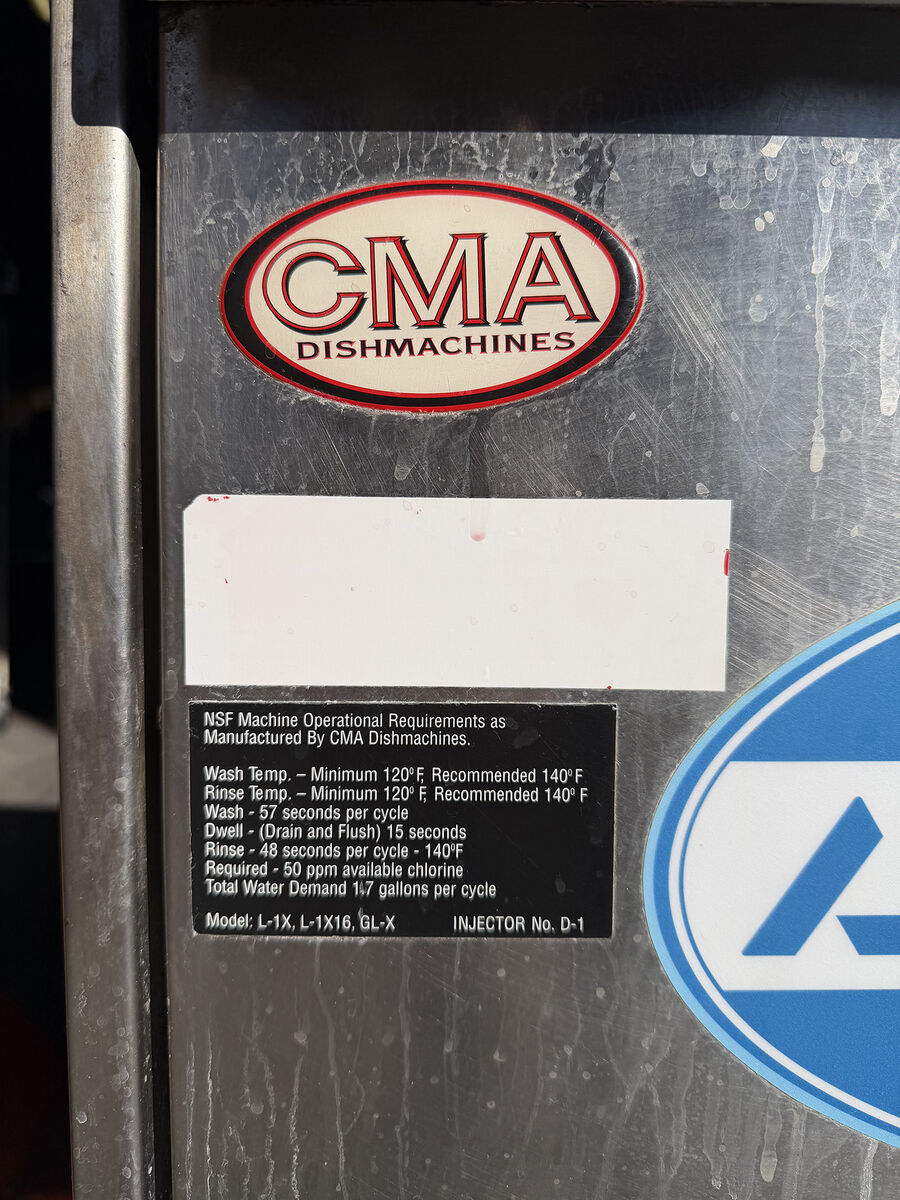 CMA
DISHMACHINES
NSF Machine Operational Requirements as
Manufactured By CMA Dishmachines.
Wash Temp. – Minimum 120°F, Recommended 140°F
Rinse Temp. – Minimum 120° F, Recommended 140° F
Wash - 57 seconds per cycle
Dwell - (Drain and Flush) 15 seconds
Rinse - 48 seconds per cycle - 140°F
Required - 50 ppm available chlorine
Total Water Demand 1.7 gallons per cycle
Model: L-1X, L-1X16, GL-X INJECTOR No. D-1